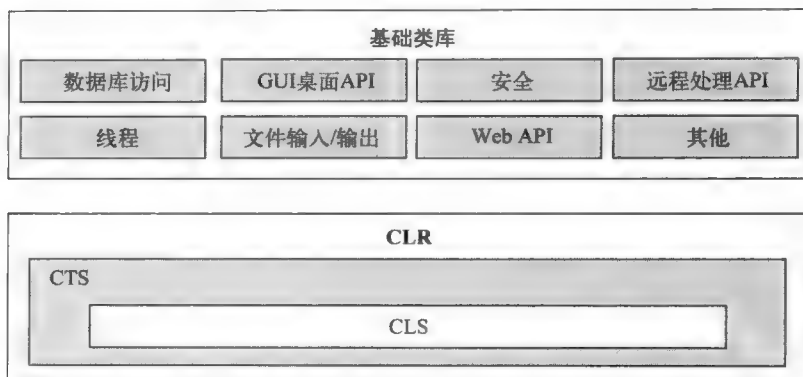 基础类库
数据库访问 GUI桌面API 安全 远程处理API
线程 文件输入/输出 Web API 其他
CLR
CTS
CLS